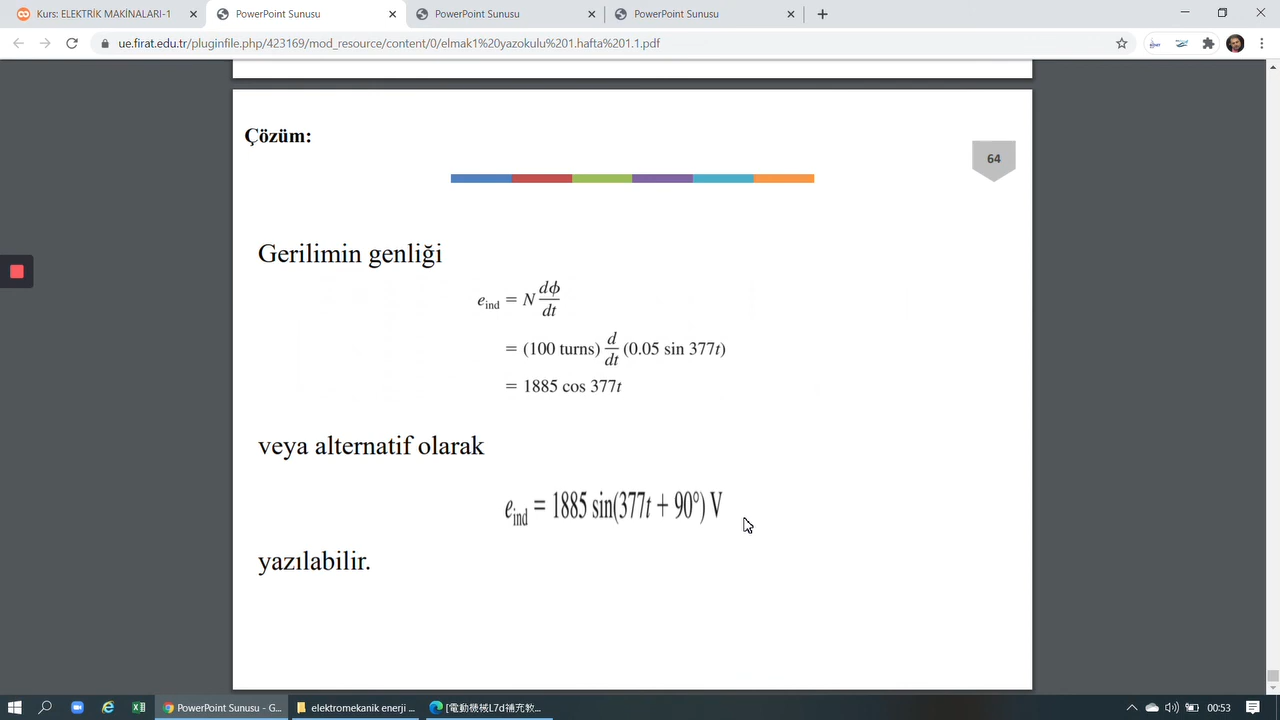 Kurs: ELEKTRİK MAKİNALARI-1
PowerPoint Sunusu
PowerPoint Sunusu
PowerPoint Sunusu
ue.firat.edu.tr/pluginfile.php/423169/mod_resource/content/0/elmak1%20yazokulu%201.hafta%201.1.pdf
Çözüm:
64
Gerilimin genliği
e_ind = N dϕ/dt
= (100 turns) d/dt (0.05 sin 377t)
= 1885 cos 377t
veya alternatif olarak
e_ind = 1885 sin(377t + 90°) V
yazılabilir.
PowerPoint Sunusu - G...
elektromekanik enerji ...
[電動機械L7d補充教...
00:53